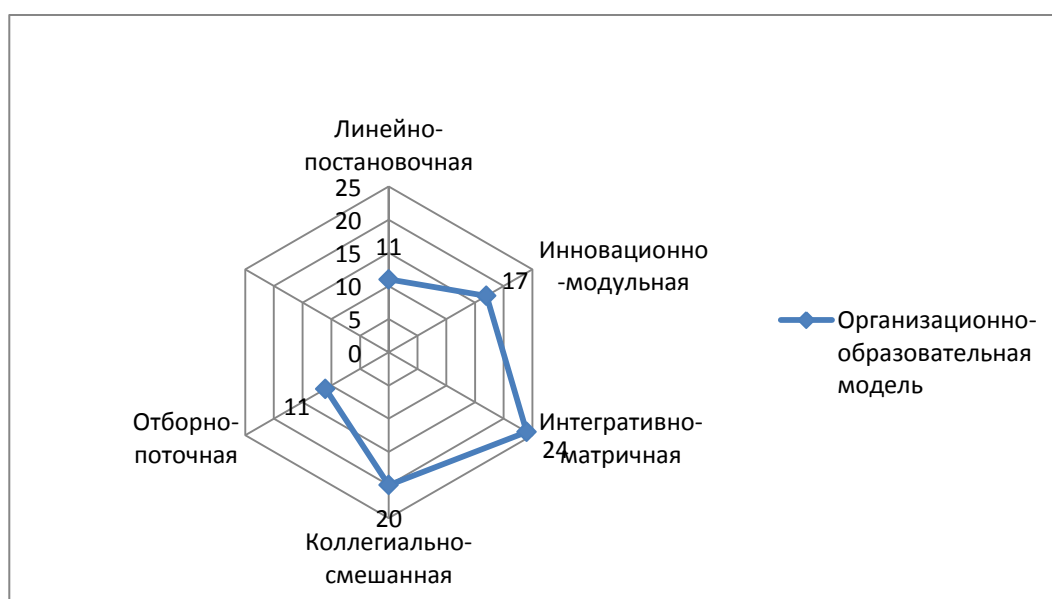 Линейно-
постановочная
25
20
15
10
5
0
11
Инновационно
-модульная
17
Интегративно-
матричная
24
20
Коллегиально-
смешанная
11
Отборно-
поточная
Организационно-
образовательная
модель